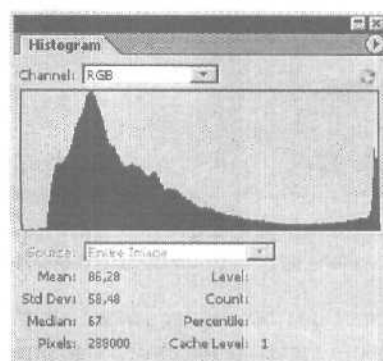 Histogram
Channel: RGB
Source: Entire Image
Mean: 86,28 Level:
Std Dev: 58,48 Count:
Median: 67 Percentile:
Pixels: 288000 Cache Level: 1